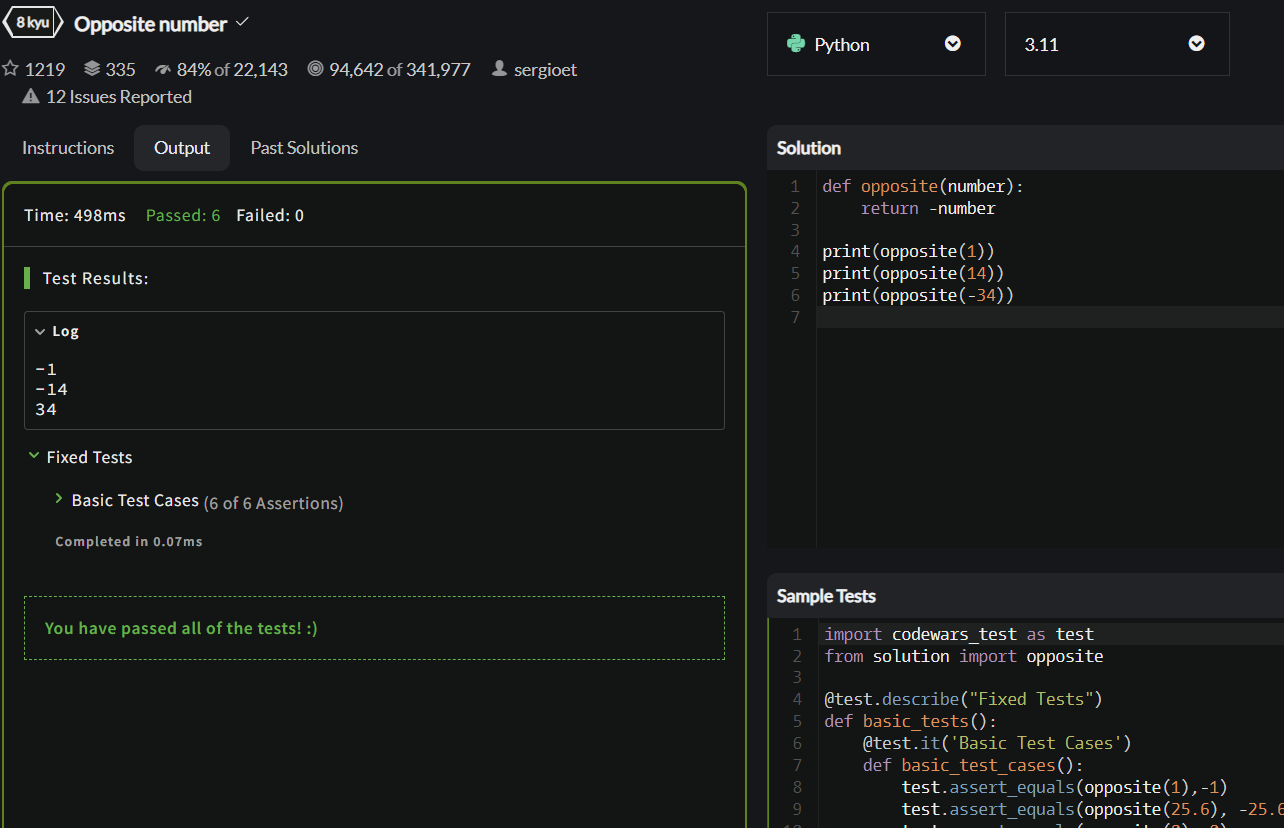 8 kyu Opposite number
1219 335 84% of 22,143 94,642 of 341,977 sergioet
12 Issues Reported
Python
3.11
Instructions Output Past Solutions
Time: 498ms Passed: 6 Failed: 0
Test Results:
Log
-1
-14
34
Fixed Tests
Basic Test Cases (6 of 6 Assertions)
Completed in 0.07ms
You have passed all of the tests! :)
Solution
1 def opposite(number):
2     return -number
3
4 print(opposite(1))
5 print(opposite(14))
6 print(opposite(-34))
7
Sample Tests
1 import codewars_test as test
2 from solution import opposite
3
4 @test.describe("Fixed Tests")
5 def basic_tests():
6     @test.it('Basic Test Cases')
7     def basic_test_cases():
8         test.assert_equals(opposite(1),-1)
9         test.assert_equals(opposite(25.6), -25.6